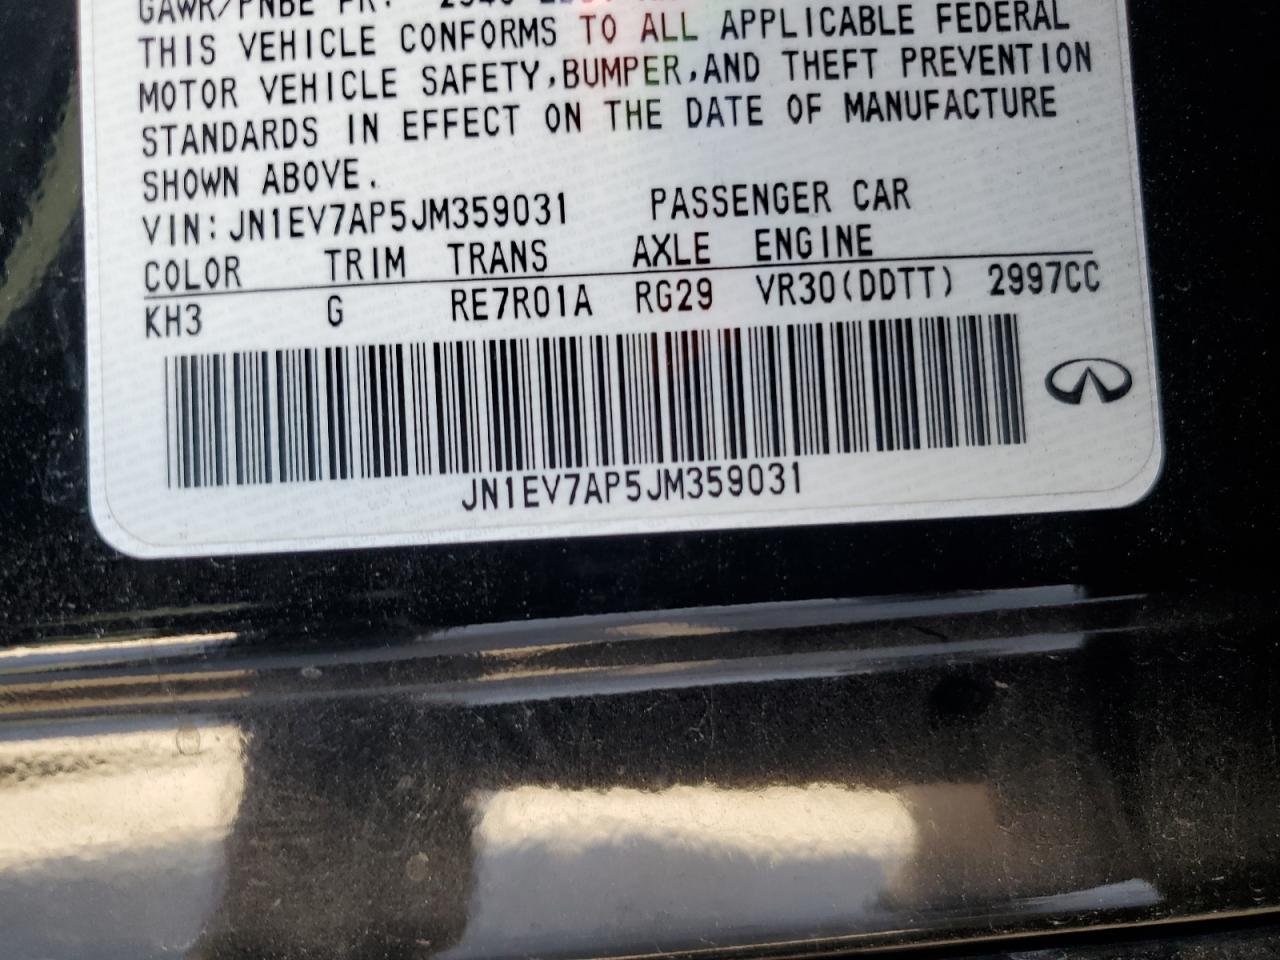 GAWR/PNBE
THIS VEHICLE CONFORMS TO ALL APPLICABLE FEDERAL
MOTOR VEHICLE SAFETY,BUMPER,AND THEFT PREVENTION
STANDARDS IN EFFECT ON THE DATE OF MANUFACTURE
SHOWN ABOVE.
VIN:JN1EV7AP5JM359031 PASSENGER CAR
COLOR TRIM TRANS AXLE ENGINE
KH3 G RE7R01A RG29 VR30(DDTT) 2997CC
JN1EV7AP5JM359031